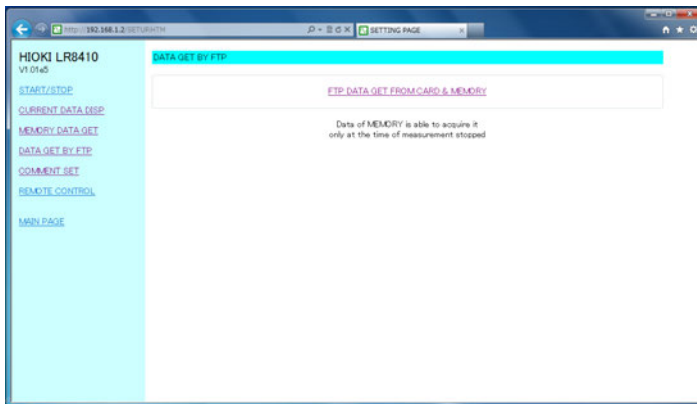 http://192.168.1.2/SETUP.HTM
SETTING PAGE
HIOKI LR8410
V1.01e5
START/STOP
CURRENT DATA DISP
MEMORY DATA GET
DATA GET BY FTP
COMMENT SET
REMOTE CONTROL
MAIN PAGE
DATA GET BY FTP
FTP DATA GET FROM CARD & MEMORY
Data of MEMORY is able to acquire it
only at the time of measurement stopped